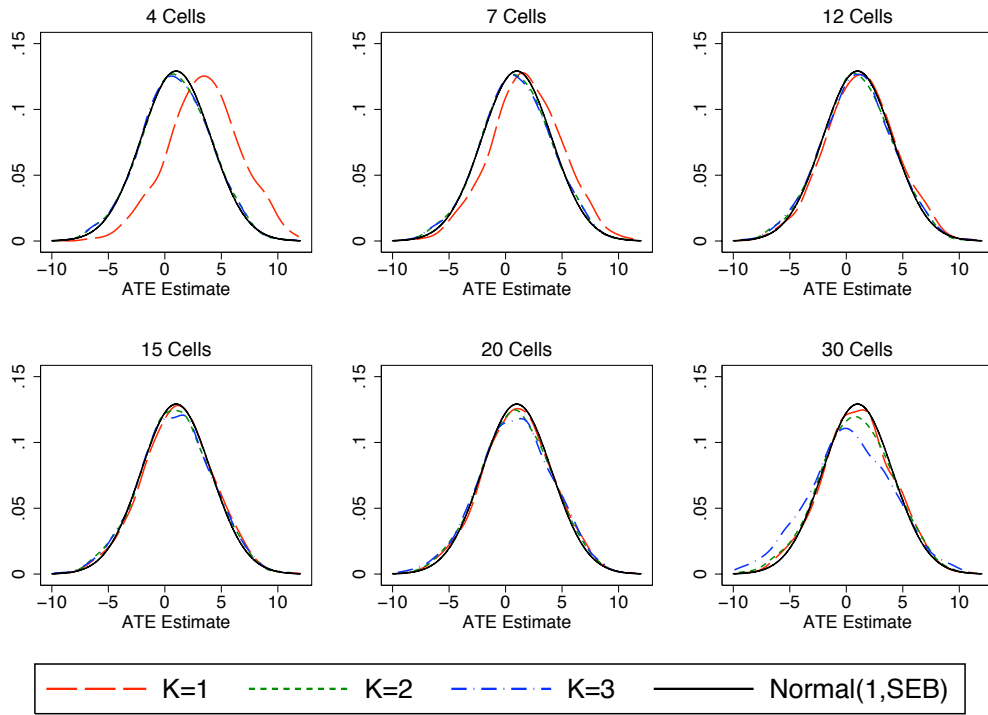 4 Cells
7 Cells
12 Cells
.15
.1
.05
0
.15
.1
.05
0
.15
.1
.05
0
−10 −5 0 5 10
−10 −5 0 5 10
−10 −5 0 5 10
ATE Estimate
ATE Estimate
ATE Estimate
15 Cells
20 Cells
30 Cells
.15
.1
.05
0
.15
.1
.05
0
.15
.1
.05
0
−10 −5 0 5 10
−10 −5 0 5 10
−10 −5 0 5 10
ATE Estimate
ATE Estimate
ATE Estimate
K=1 K=2 K=3 Normal(1,SEB)